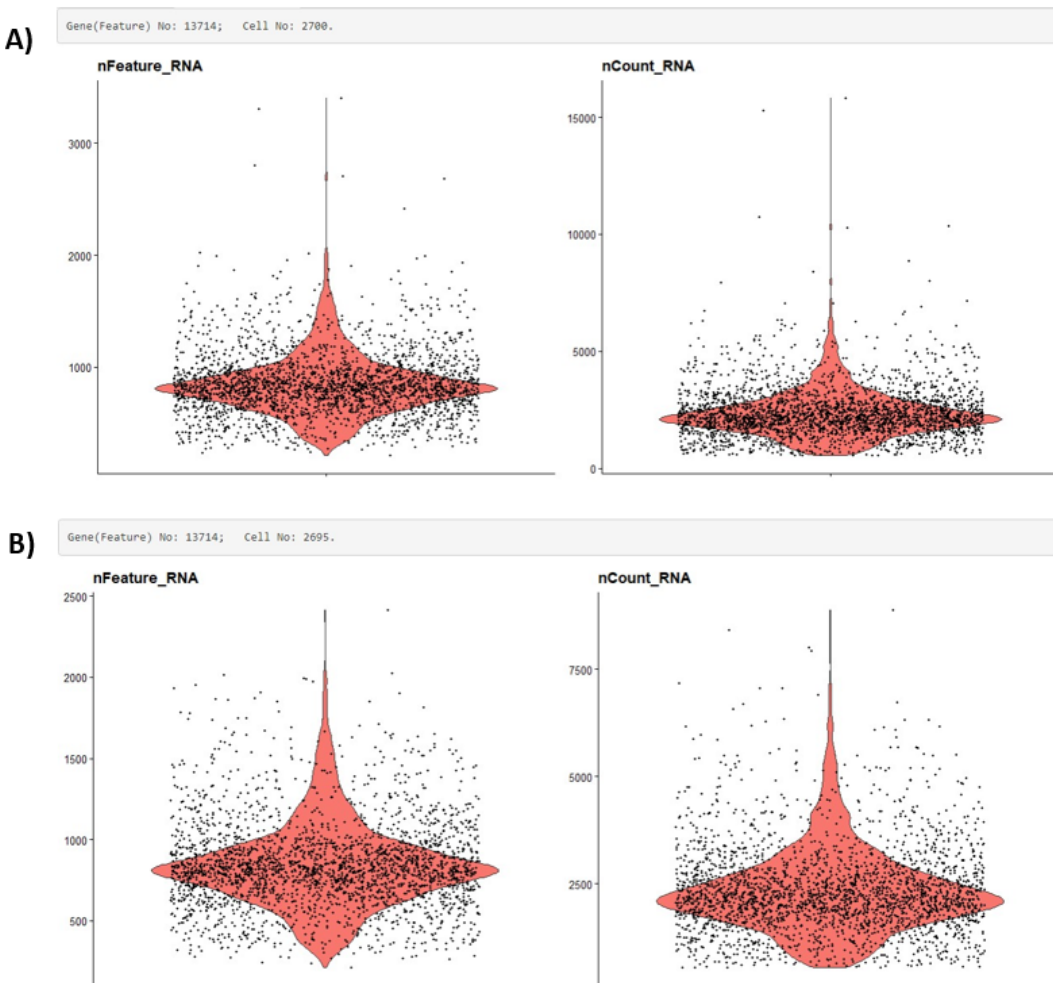 A)
Gene(Feature) No: 13714;   Cell No: 2700.
nFeature_RNA
3000
2000
1000
nCount_RNA
15000
10000
5000
0
B)
Gene(Feature) No: 13714;   Cell No: 2695.
nFeature_RNA
2500
2000
1500
1000
500
nCount_RNA
7500
5000
2500